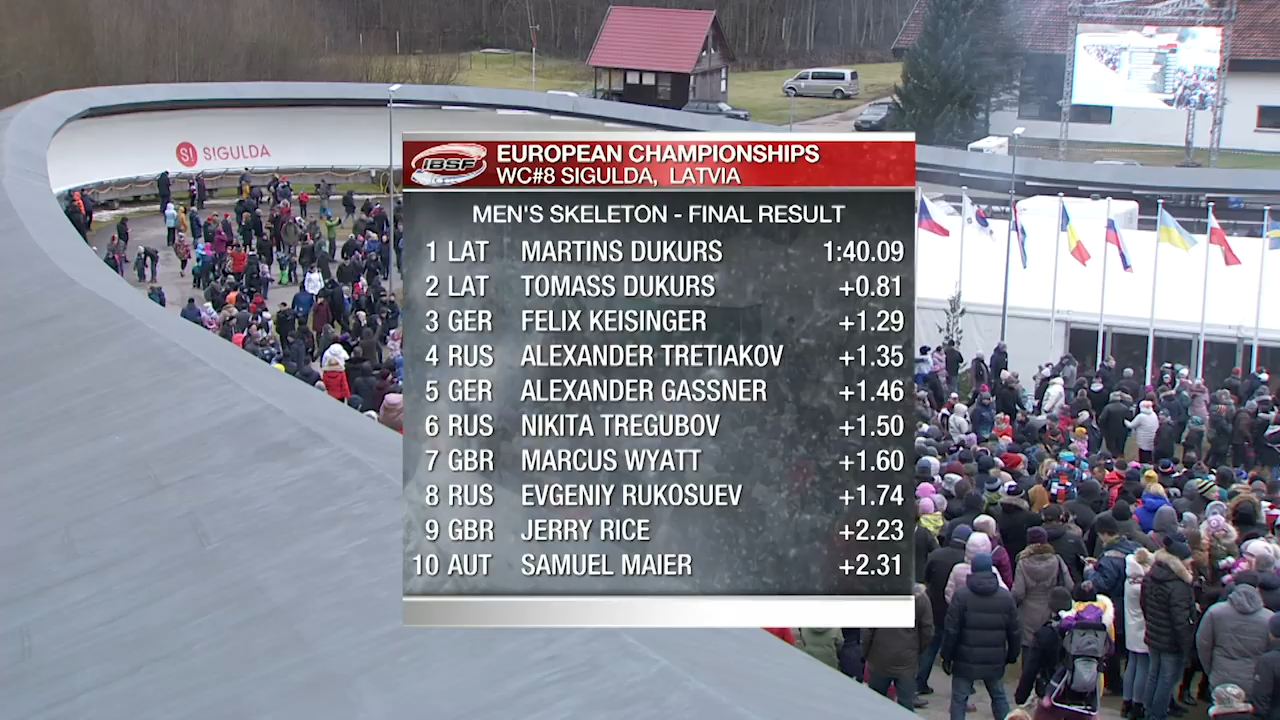 SIGULDA
IBSF
EUROPEAN CHAMPIONSHIPS
WC#8 SIGULDA, LATVIA
MEN'S SKELETON - FINAL RESULT
1 LAT MARTINS DUKURS 1:40.09
2 LAT TOMASS DUKURS +0.81
3 GER FELIX KEISINGER +1.29
4 RUS ALEXANDER TRETIAKOV +1.35
5 GER ALEXANDER GASSNER +1.46
6 RUS NIKITA TREGUBOV +1.50
7 GBR MARCUS WYATT +1.60
8 RUS EVGENIY RUKOSUEV +1.74
9 GBR JERRY RICE +2.23
10 AUT SAMUEL MAIER +2.31